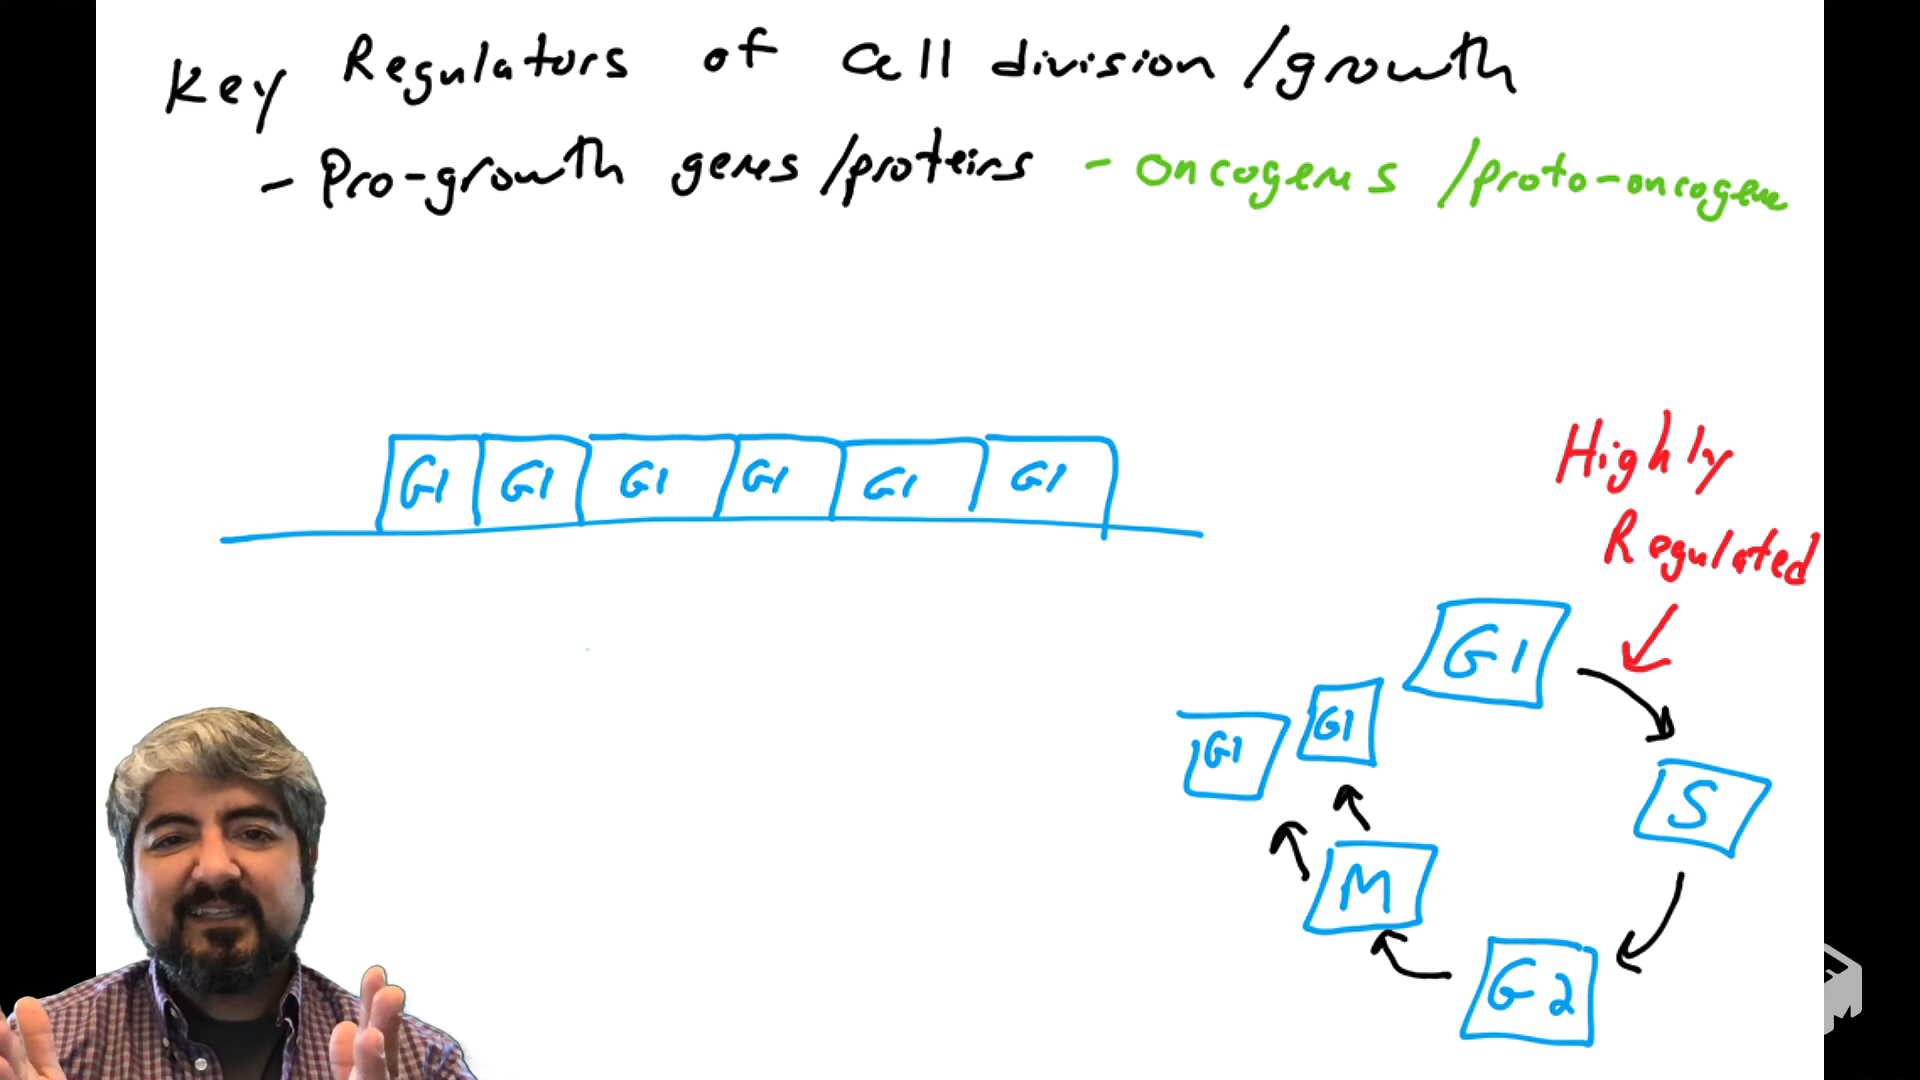 Key Regulators of cell division/growth
- Pro-growth genes/proteins - oncogenes /proto-oncogene
G1 G1 G1 G1 G1 G1
Highly
Regulated
G1
G1 G1
S
M
G2